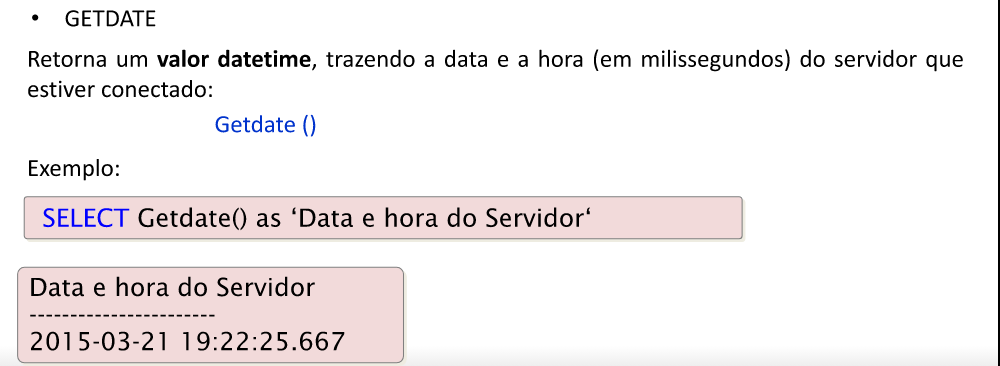 • GETDATE
Retorna um valor datetime, trazendo a data e a hora (em milissegundos) do servidor que
estiver conectado:
Getdate ()
Exemplo:
SELECT Getdate() as ‘Data e hora do Servidor‘
Data e hora do Servidor
-----------------------
2015-03-21 19:22:25.667